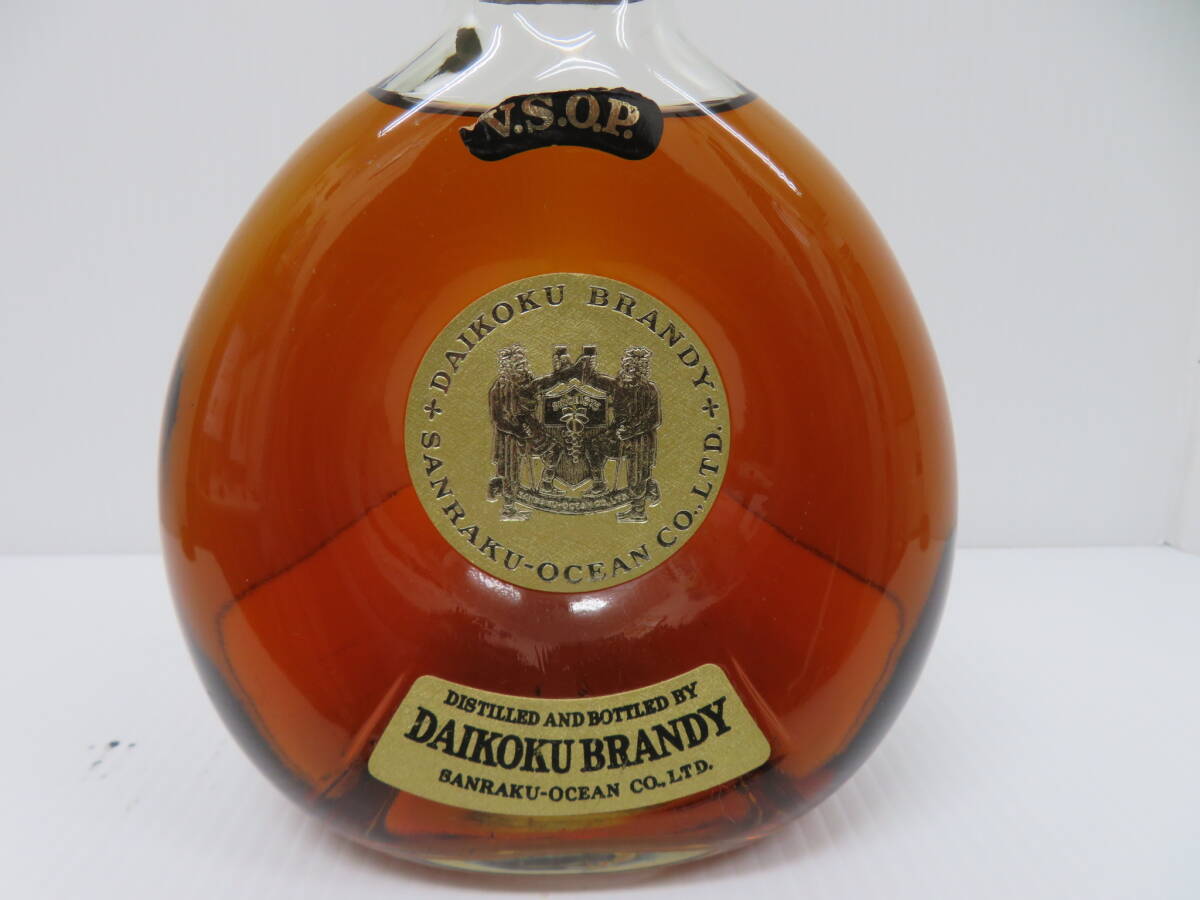 V.S.O.P.
DAIKOKU BRANDY
SANRAKU-OCEAN CO.,LTD.
DISTILLED AND BOTTLED BY
DAIKOKU BRANDY
SANRAKU-OCEAN CO., LTD.